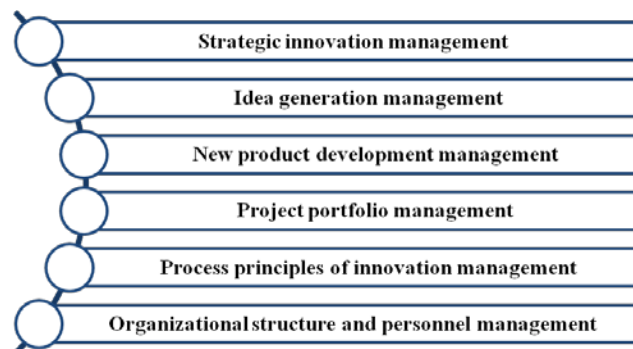 Strategic innovation management
Idea generation management
New product development management
Project portfolio management
Process principles of innovation management
Organizational structure and personnel management